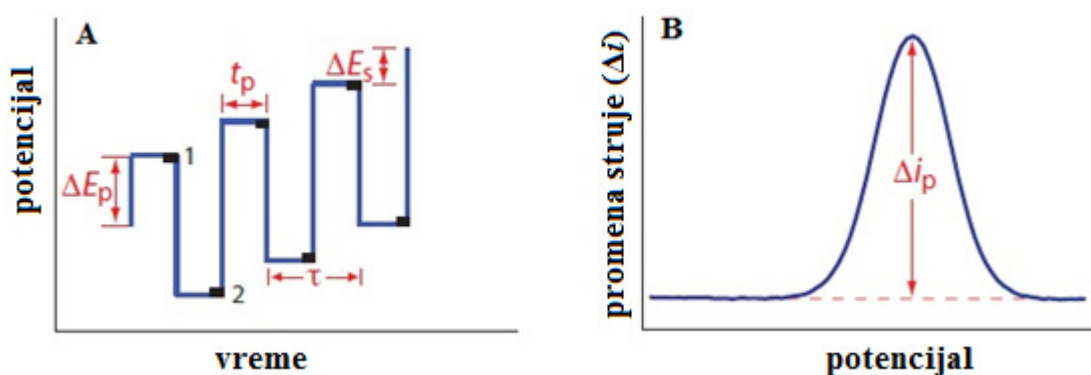 A
potencijal
ΔEp
1
2
tp
τ
ΔEs
vreme
B
promena struje (Δi)
Δip
potencijal